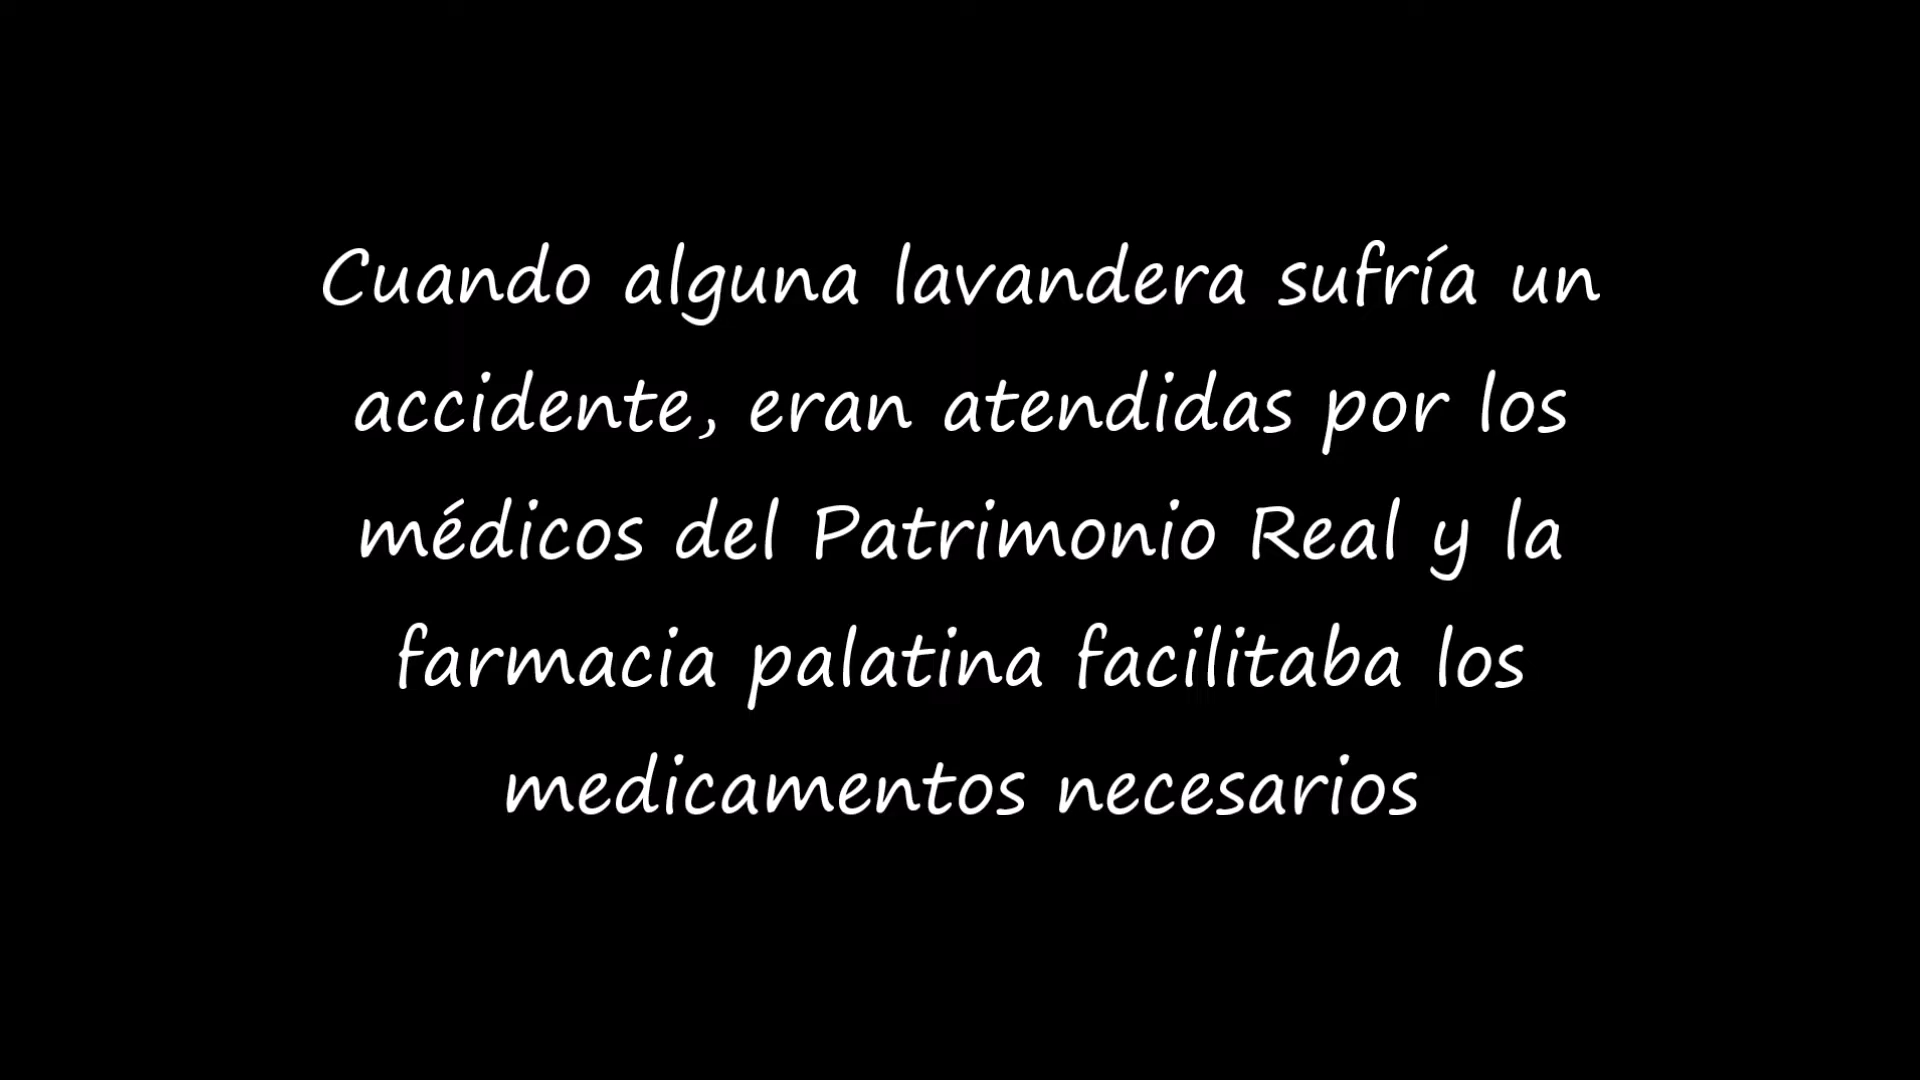 Cuando alguna lavandera sufría un
accidente, eran atendidas por los
médicos del Patrimonio Real y la
farmacia palatina facilitaba los
medicamentos necesarios